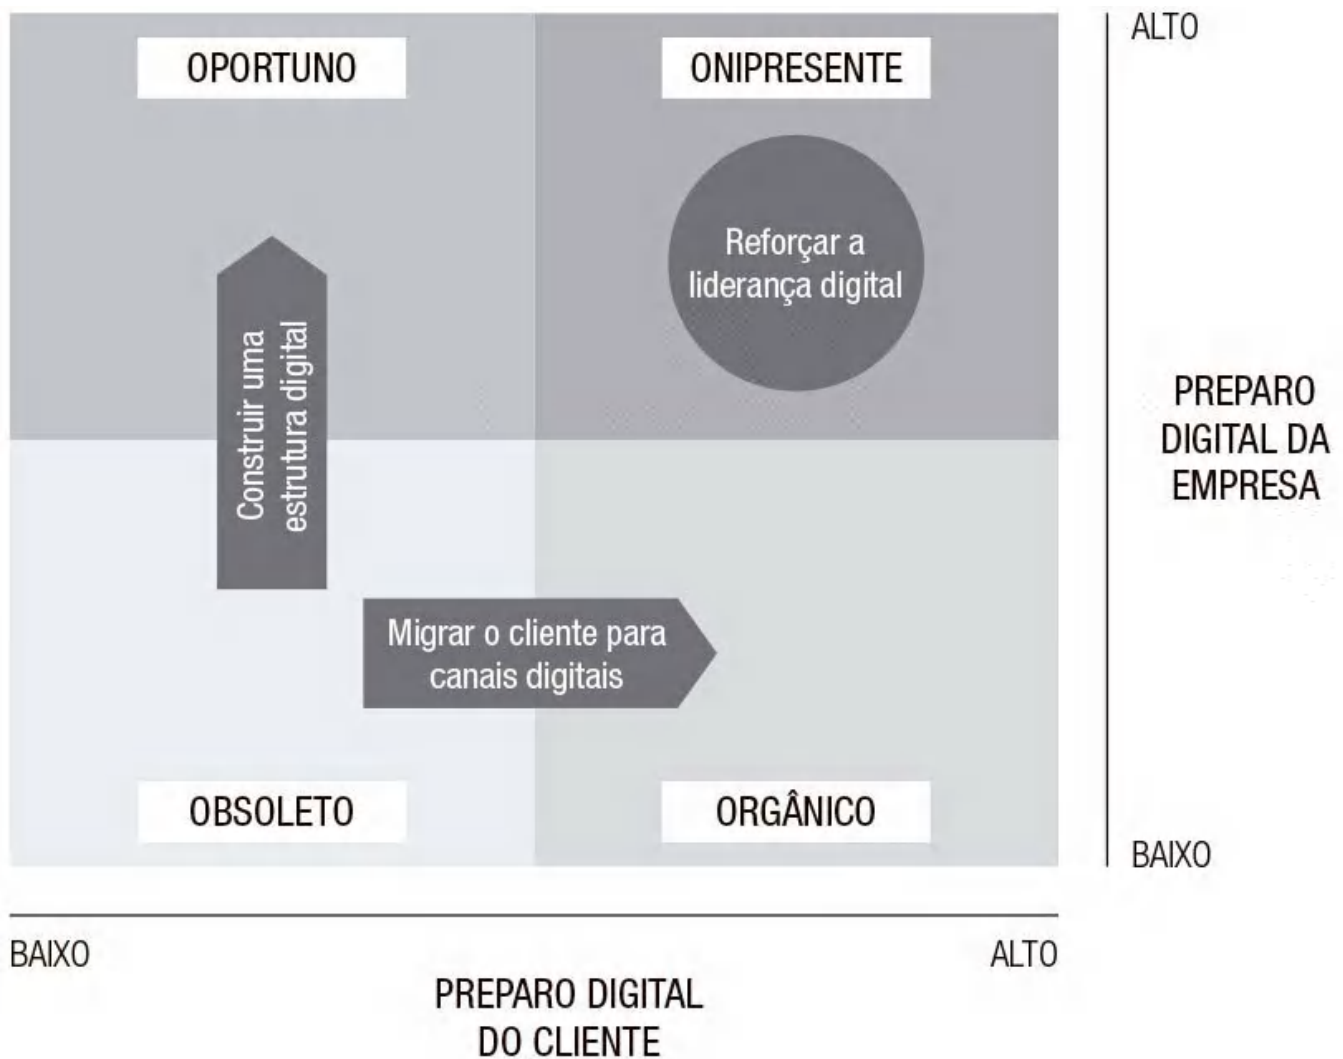 OPORTUNO
ONIPRESENTE
ALTO
Reforçar a
liderança digital
Construir uma
estrutura digital
PREPARO
DIGITAL DA
EMPRESA
Migrar o cliente para
canais digitais
OBSOLETO
ORGÂNICO
BAIXO
BAIXO
ALTO
PREPARO DIGITAL
DO CLIENTE